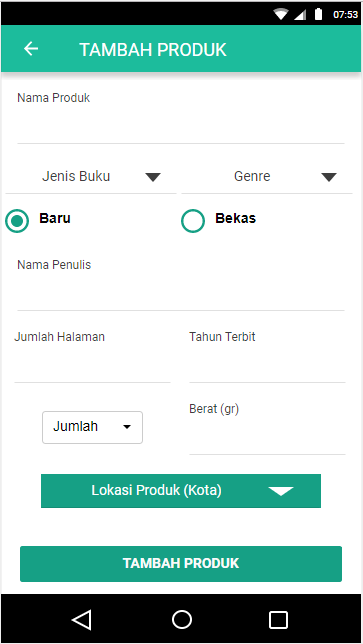 07:53
TAMBAH PRODUK
Nama Produk
Jenis Buku Genre
Baru Bekas
Nama Penulis
Jumlah Halaman Tahun Terbit
Berat (gr)
Jumlah
Lokasi Produk (Kota)
TAMBAH PRODUK